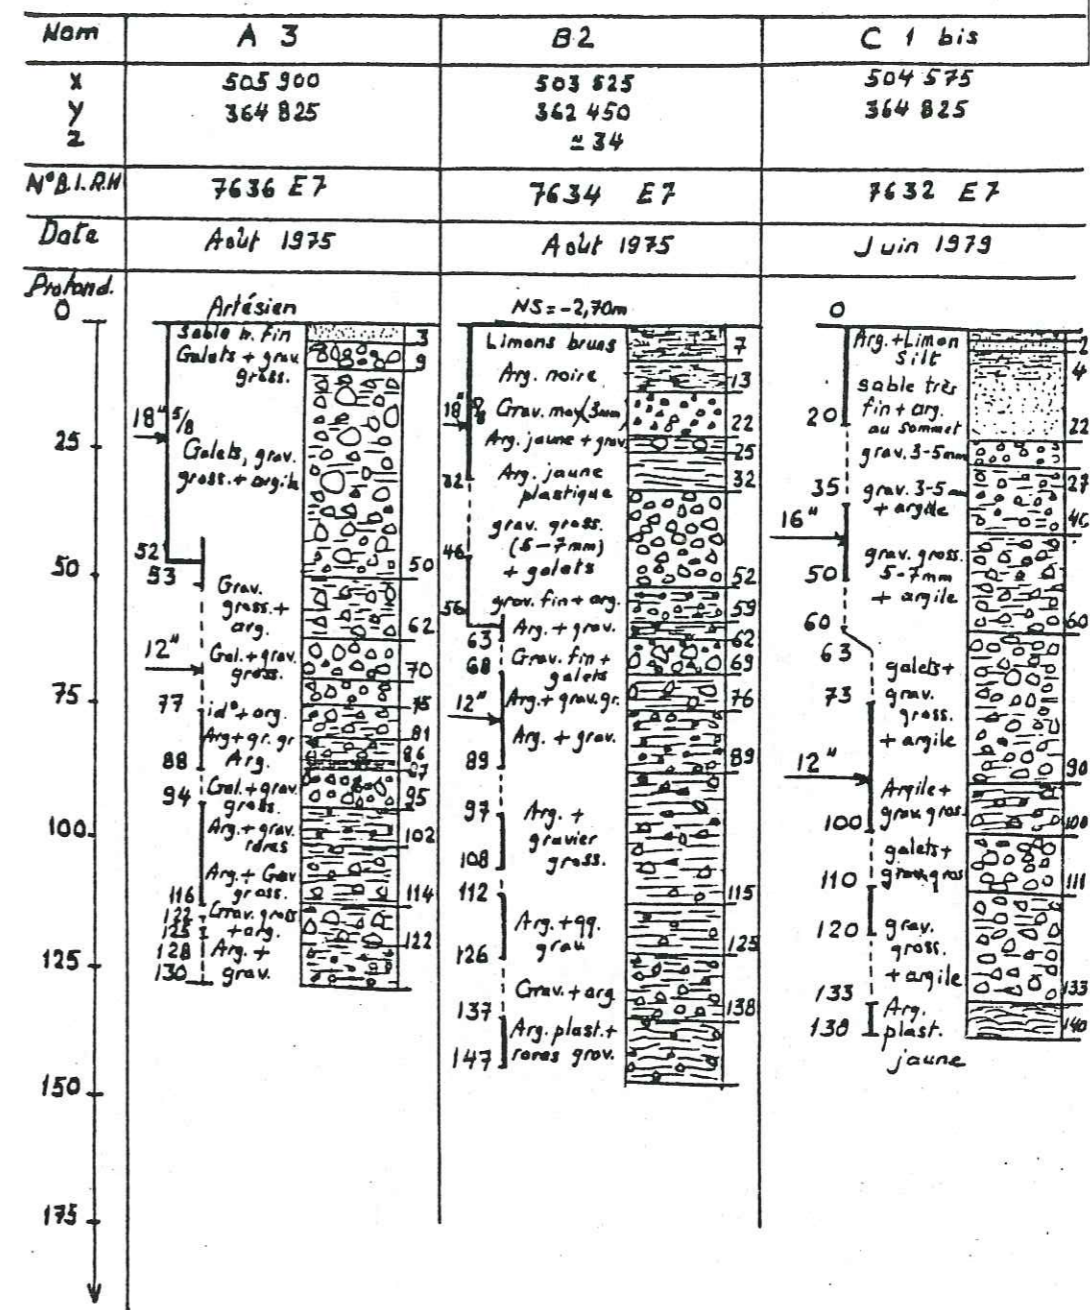 Nom
A 3
B2
C 1 bis
X
Y
Z
505 900
364 825
503 525
362 450
≃ 34
504 575
364 825
N°B.I.R.H
7636 E7
7634 E7
7632 E7
Date
Août 1975
Août 1975
Juin 1979
Profond.
0
25
50
75
100
125
150
175
Artésien
Sable tr. fin
Galets + grav.
gross.
18" 5/8
Galets, grav.
gross. + argile
52
53
Grav.
gross. +
arg.
12"
Gal. + grav.
gross.
77
id° + arg.
Arg + gr. gr
88
Arg.
94
Gal. + grav.
gross.
Arg. + grav.
rares
Arg. + Grav
gross.
116
122
125
128
130
Grav. gross
+ arg.
Arg. +
grav.
3
9
50
62
70
75
81
86
87
95
102
114
122
NS = -2,70m
Limons bruns
Arg. noire
18"
Grav. moy (3mm)
Arg. jaune + grav
32
Arg. jaune
plastique
grav. gross.
(5-7mm)
46
+ galets
56
grav. fin + arg.
63
Arg. + grav.
68
Grav. fin +
galets
12"
Arg. + grav. gr.
Arg. + grav.
89
97
Arg. +
gravier
gross.
108
112
Arg. + qq.
grav.
126
Grav. + arg
137
Arg. plast. +
rares grav.
147
7
13
22
25
32
52
59
62
69
76
89
115
125
138
0
Arg. + Limon
Silt
sable très
fin + arg.
au sommet
20
grav. 3-5mm
35
grav. 3-5mm
+ argile
16"
grav. gross.
5-7mm
+ argile
50
60
63
galets +
grav.
gross.
+ argile
73
12"
Argile +
grav. gros
100
galets +
grav. gros
110
120
grav.
gross.
+ argile
133
Arg.
plast.
jaune
138
2
4
22
27
60
90
100
111
133
140